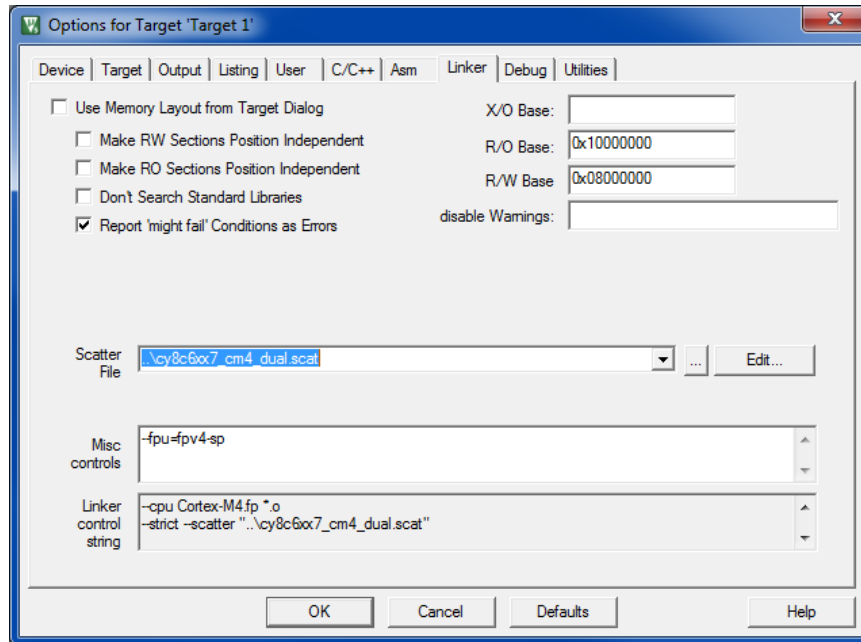 Options for Target 'Target 1'
Device Target Output Listing User C/C++ Asm Linker Debug Utilities
Use Memory Layout from Target Dialog
X/O Base:
Make RW Sections Position Independent
R/O Base: 0x10000000
Make RO Sections Position Independent
R/W Base 0x08000000
Don't Search Standard Libraries
disable Warnings:
Report 'might fail' Conditions as Errors
Scatter
File
..\cy8c6xx7_cm4_dual.scat
...
Edit...
Misc
controls
--fpu=fpv4-sp
Linker
control
string
--cpu Cortex-M4.fp *.o
--strict --scatter "..\cy8c6xx7_cm4_dual.scat"
OK Cancel Defaults Help